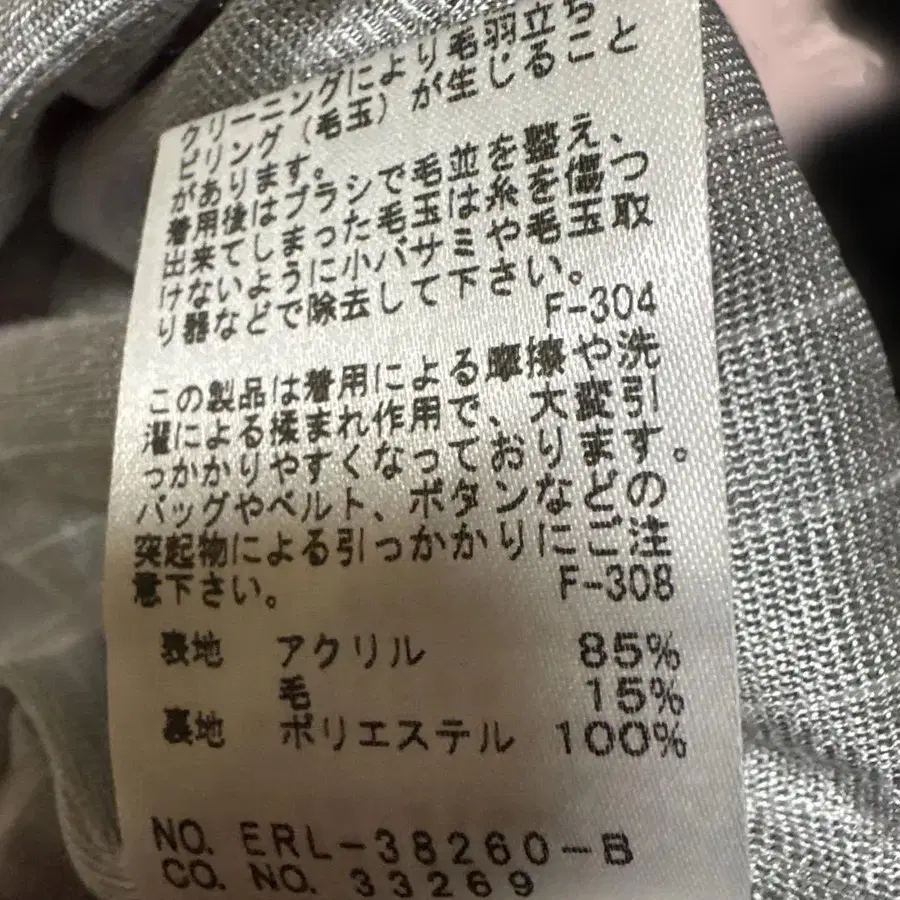 クリーニングにより毛羽立ち
ピリング（毛玉）が生じること
があります。
着用後はブラシで毛並を整え、
出来てしまった毛玉は糸を傷つ
けないように小バサミや毛玉取
り器などで除去して下さい。
F-304
この製品は着用による摩擦や洗
濯による揉まれ作用で、大変引
っかかりやすくなっております。
バッグやベルト、ボタンなどの
突起物による引っかかりにご注
意下さい。 F-308
表地 アクリル 85%
毛 15%
裏地 ポリエステル 100%
NO. ERL-38260-B
CO. NO. 33269